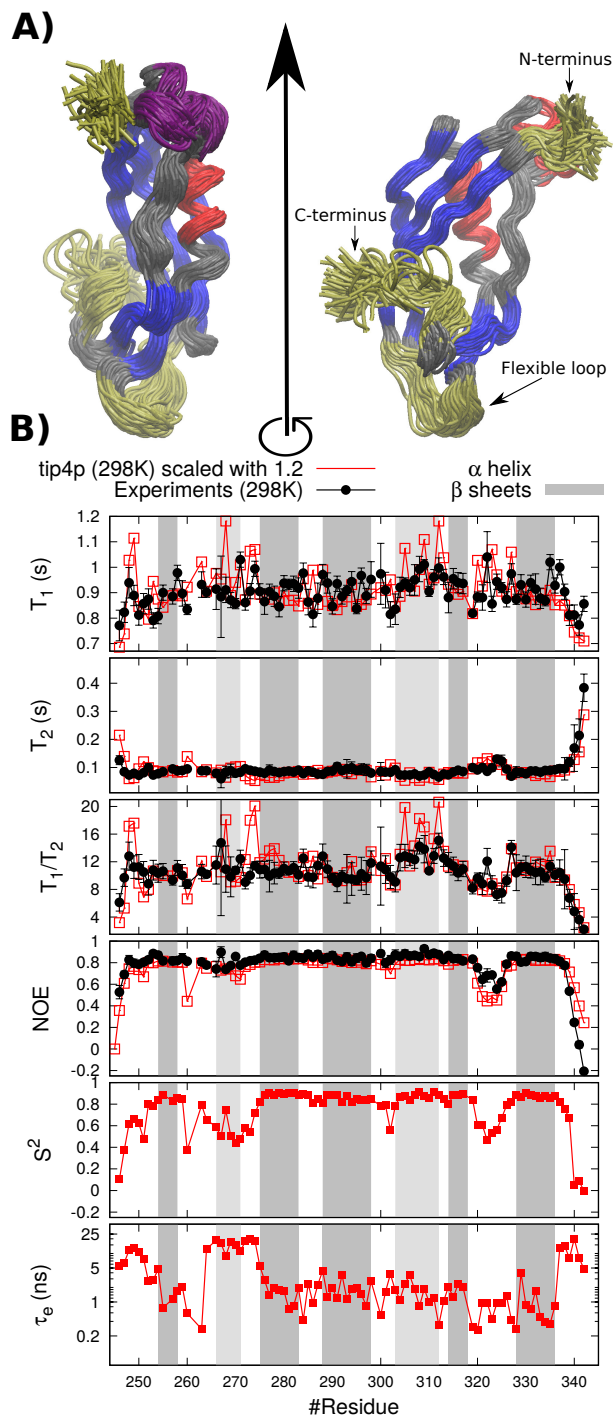 A)
N-terminus
C-terminus
Flexible loop
B)
tip4p (298K) scaled with 1.2
α helix
Experiments (298K)
β sheets
1.2
1.1
1
0.9
0.8
0.7
T1 (s)
0.4
0.3
0.2
0.1
T2 (s)
20
16
12
8
4
T1/T2
1
0.8
0.6
0.4
0.2
0
-0.2
NOE
1
0.8
0.6
0.4
0.2
0
-0.2
S2
25
5
1
0.2
τe (ns)
250 260 270 280 290 300 310 320 330 340
#Residue